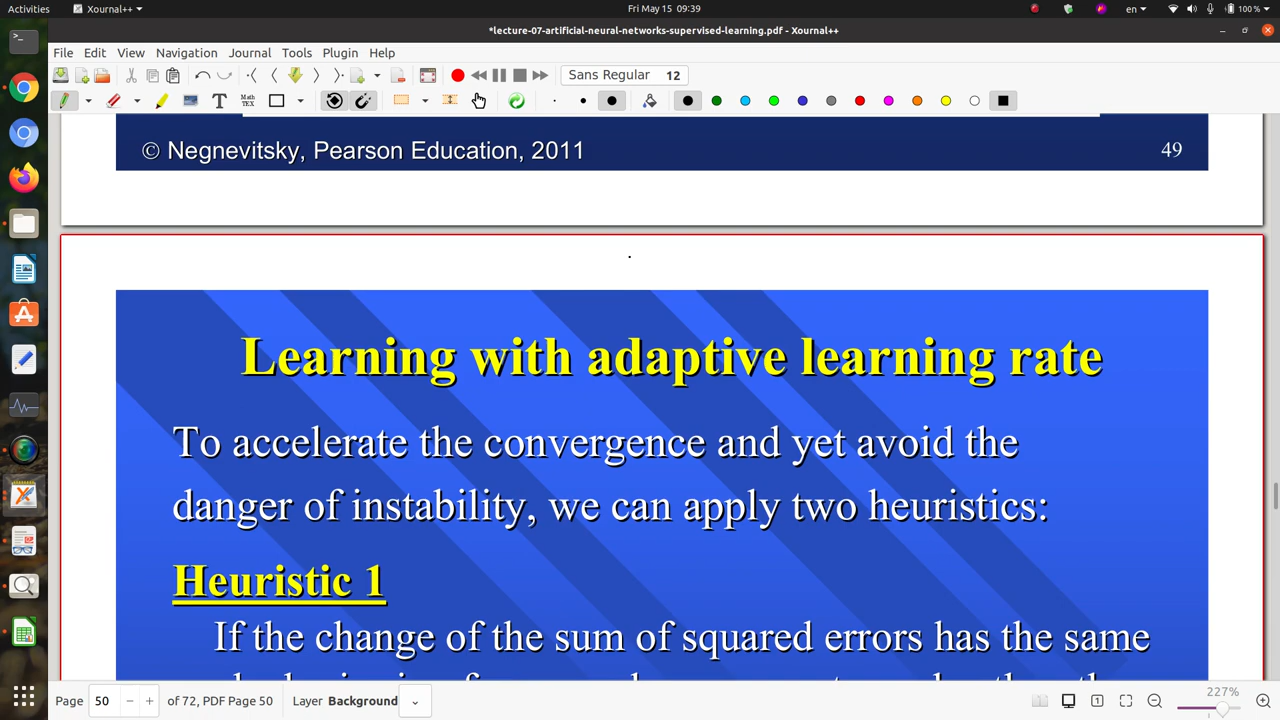 Activities Xournal++ Fri May 15 09:39 en 100 %
*lecture-07-artificial-neural-networks-supervised-learning.pdf - Xournal++
File Edit View Navigation Journal Tools Plugin Help
Sans Regular 12
© Negnevitsky, Pearson Education, 2011 49
Learning with adaptive learning rate
To accelerate the convergence and yet avoid the
danger of instability, we can apply two heuristics:
Heuristic 1
If the change of the sum of squared errors has the same
Page 50 of 72, PDF Page 50 Layer Background 227%